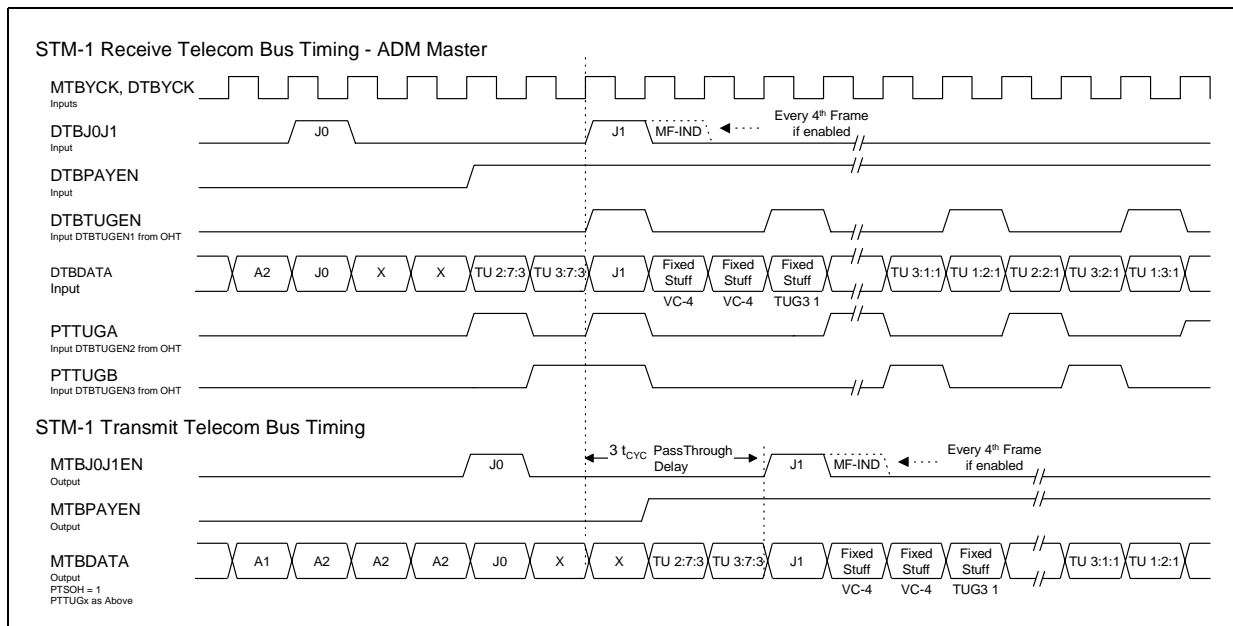 STM-1 Receive Telecom Bus Timing - ADM Master
MTBYCK, DTBYCK
Inputs
DTBJ0J1
Input
J0
J1
MF-IND
Every 4th Frame
if enabled
DTBPAYEN
Input
DTBTUGEN
Input DTBTUGEN1 from OHT
DTBDATA
Input
A2 J0 X X TU 2:7:3 TU 3:7:3 J1 Fixed Stuff Fixed Stuff Fixed Stuff TU 3:1:1 TU 1:2:1 TU 2:2:1 TU 3:2:1 TU 1:3:1
VC-4 VC-4 TUG3 1
PTTUGA
Input DTBTUGEN2 from OHT
PTTUGB
Input DTBTUGEN3 from OHT
STM-1 Transmit Telecom Bus Timing
MTBJ0J1EN
Output
J0
3 tCYC PassThrough
Delay
J1
MF-IND
Every 4th Frame
if enabled
MTBPAYEN
Output
MTBDATA
Output
PTSOH = 1
PTTUGx as Above
A1 A2 A2 A2 J0 X X TU 2:7:3 TU 3:7:3 J1 Fixed Stuff Fixed Stuff Fixed Stuff TU 3:1:1 TU 1:2:1
VC-4 VC-4 TUG3 1